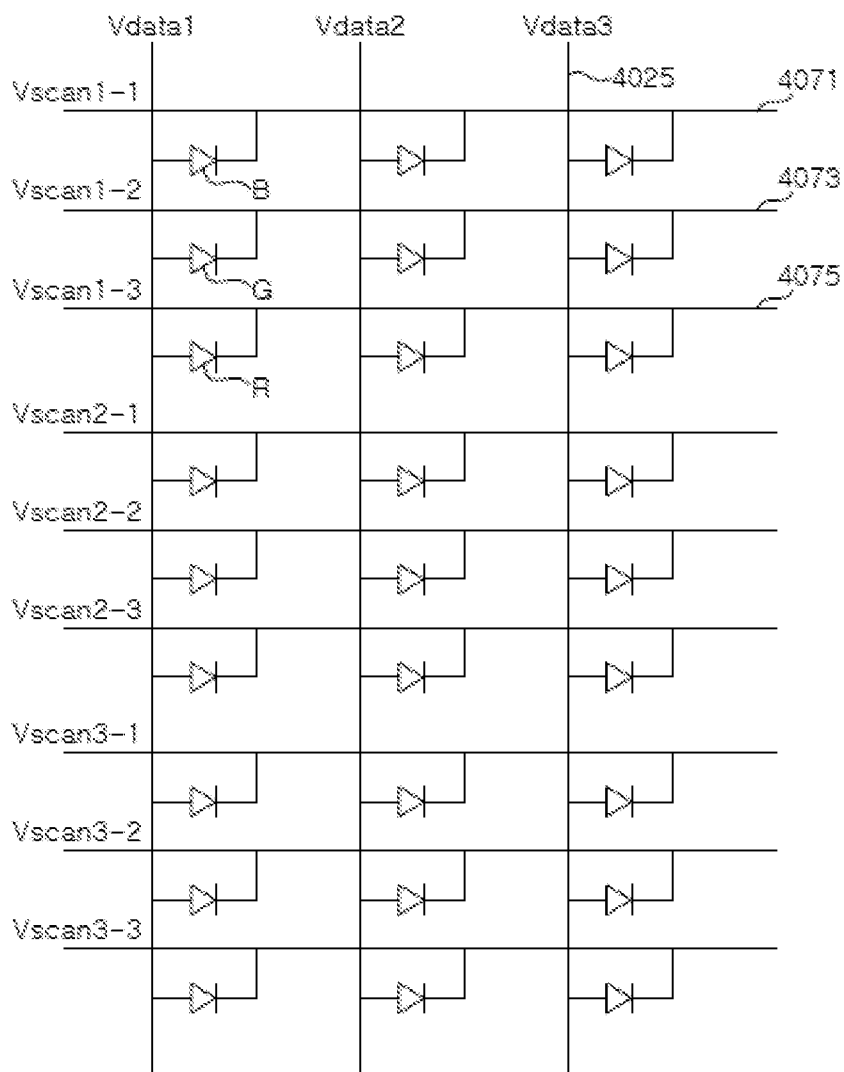 Vdata1 Vdata2 Vdata3
4025
4071
Vscan1-1
B
Vscan1-2
4073
G
Vscan1-3
4075
R
Vscan2-1
Vscan2-2
Vscan2-3
Vscan3-1
Vscan3-2
Vscan3-3